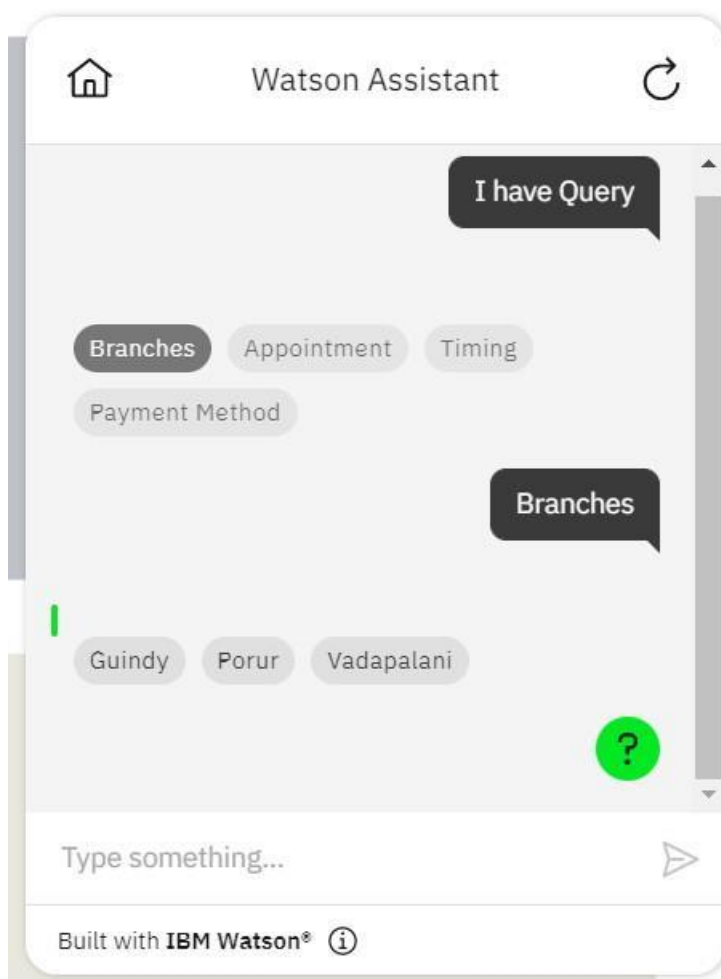 Watson Assistant
I have Query
Branches Appointment Timing
Payment Method
Branches
Guindy Porur Vadapalani
?
Type something...
Built with IBM Watson®